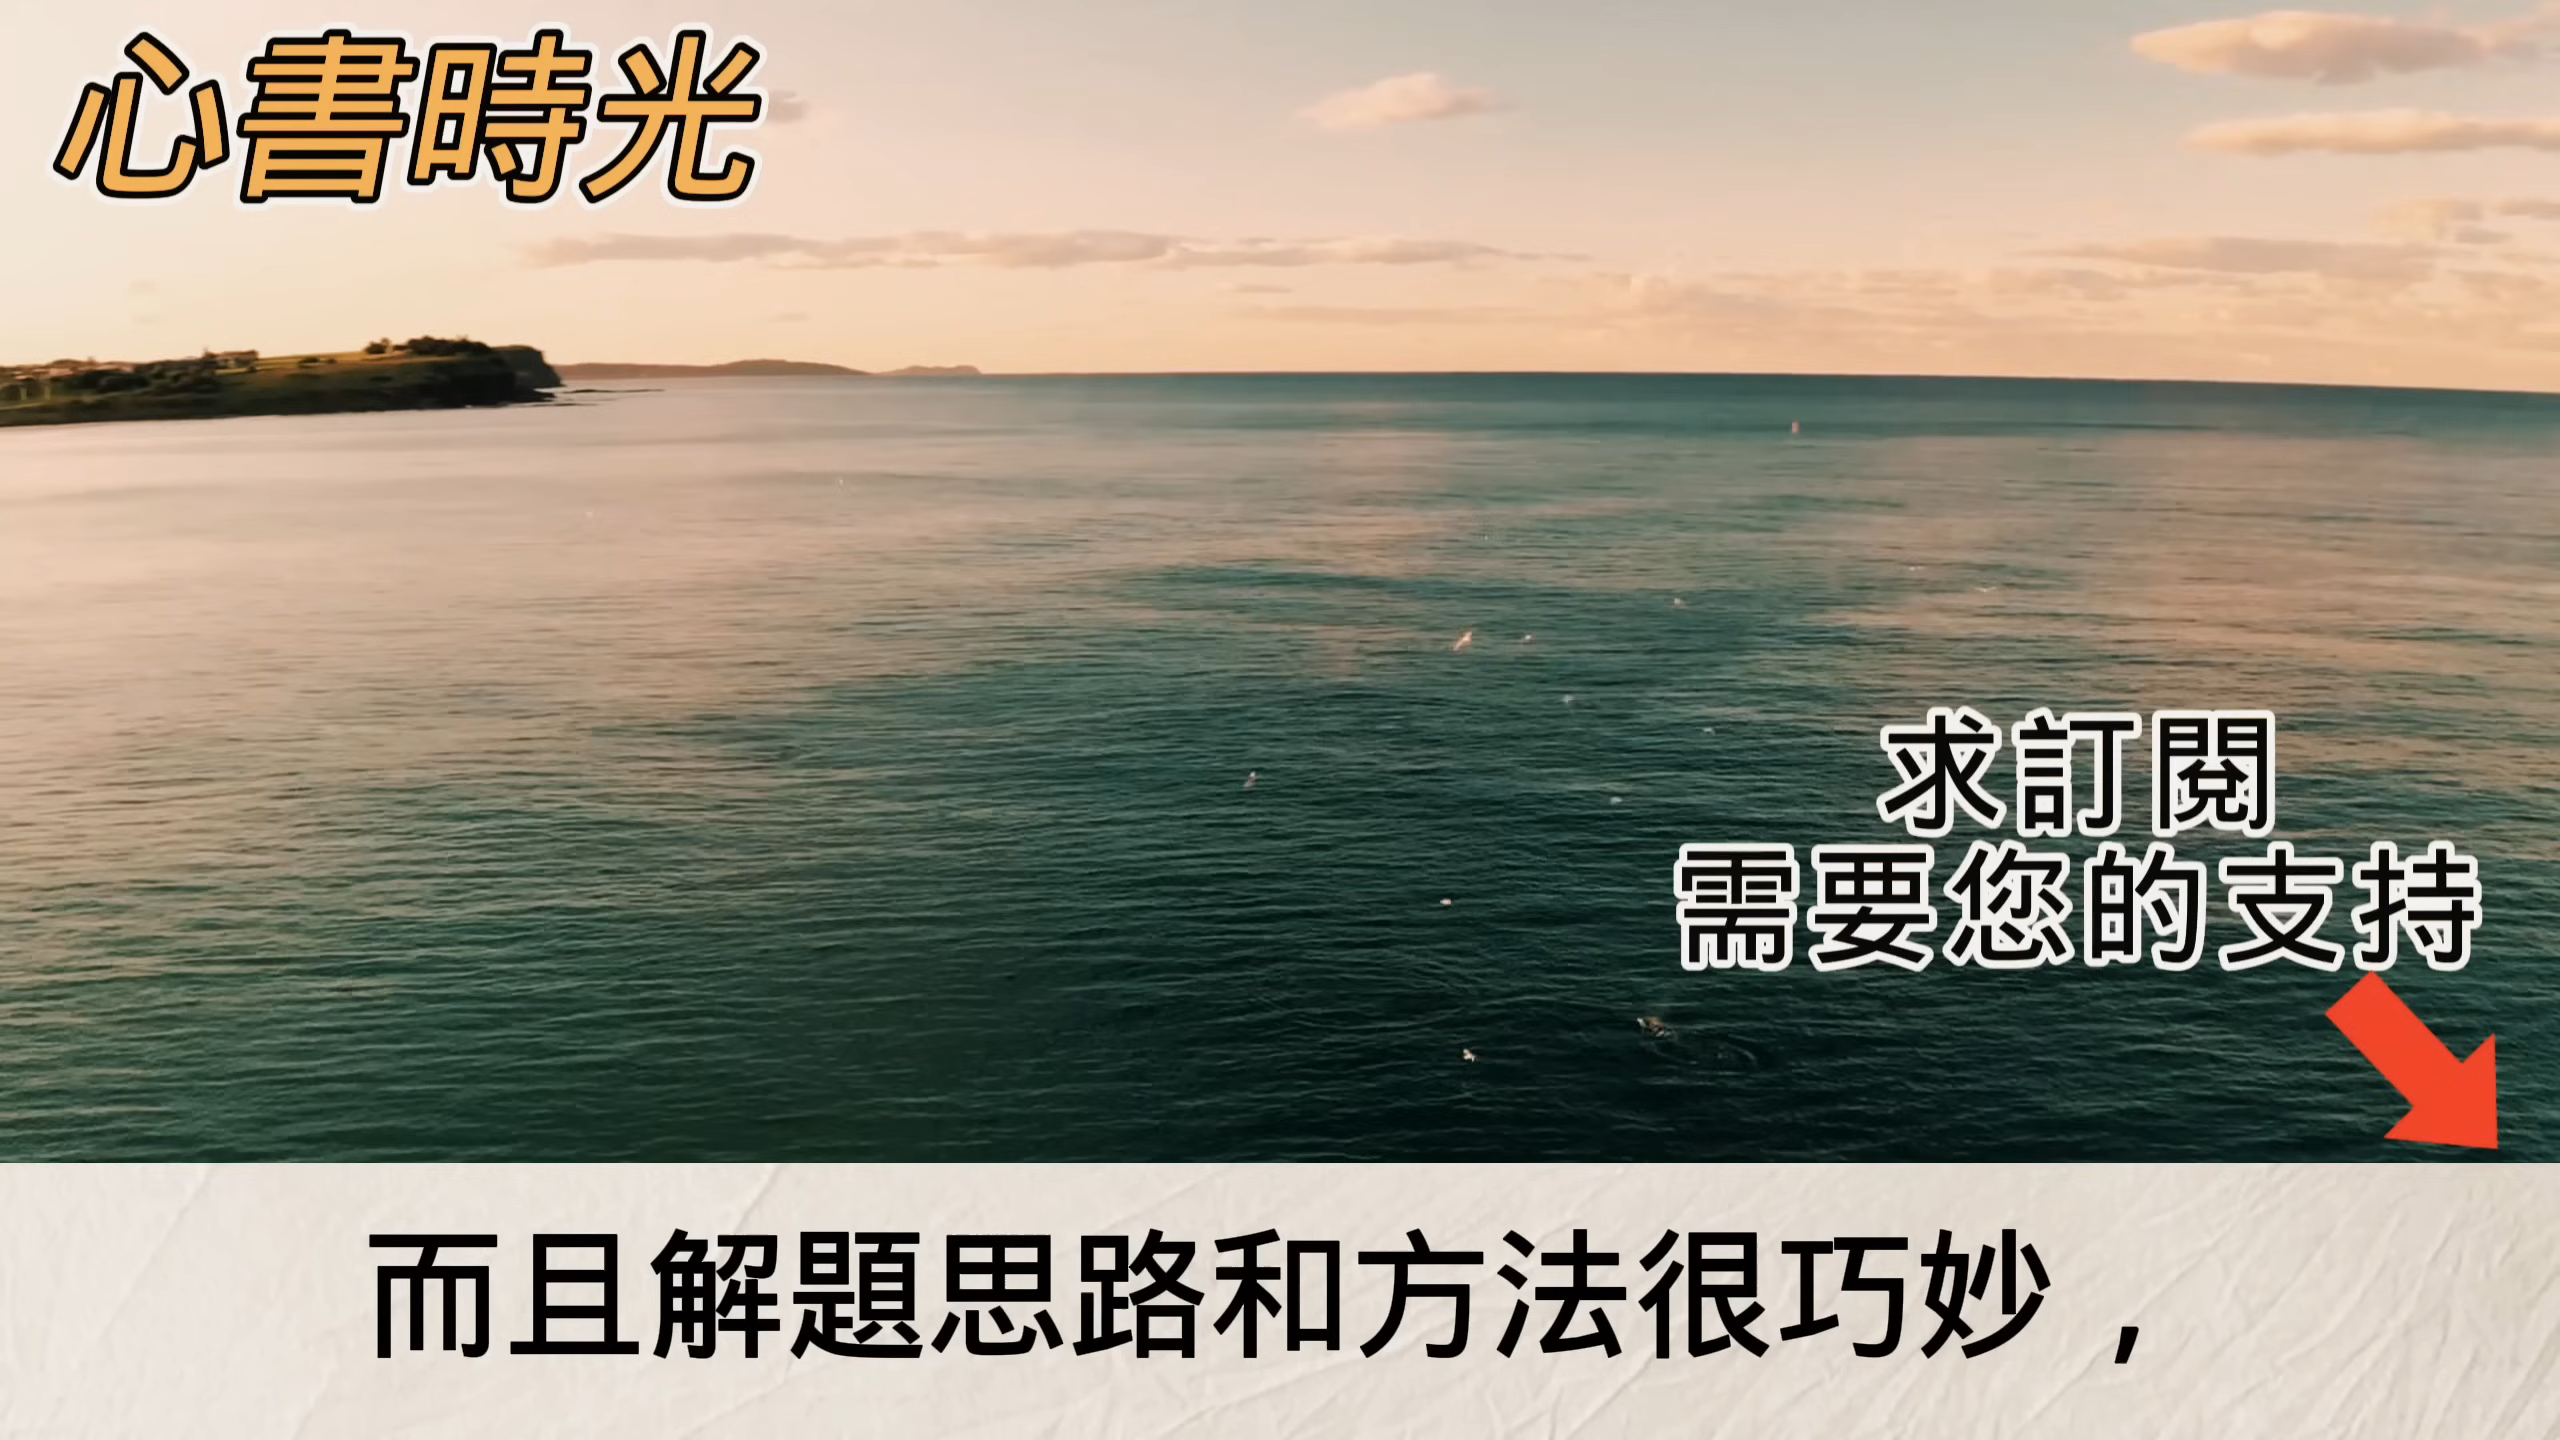 心書時光
求訂閱
需要您的支持
而且解題思路和方法很巧妙，